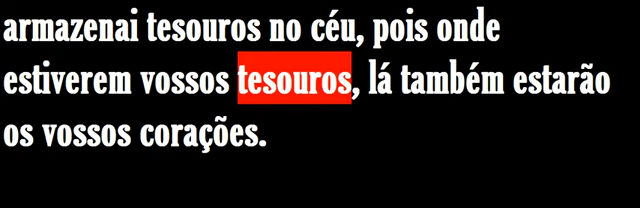 armazenai tesouros no céu, pois onde
estiverem vossos tesouros, lá também estarão
os vossos corações.